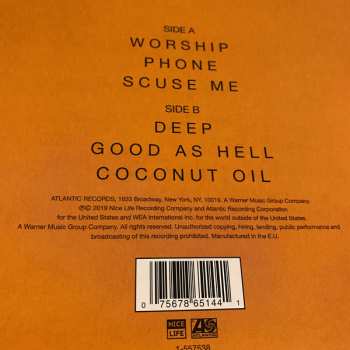 SIDE A
WORSHIP
PHONE
SCUSE ME
SIDE B
DEEP
GOOD AS HELL
COCONUT OIL
ATLANTIC RECORDS, 1633 Broadway, New York, NY, 10019. A Warner Music Group Company.
℗© 2019 Nice Life Recording Company and Atlantic Recording Corporation
for the United States and WEA International Inc. for the world outside of the United States.
A Warner Music Group Company. All rights reserved. Unauthorized copying, hiring, lending, public performance and
broadcasting of this recording prohibited. Manufactured in the E.U.
0 75678 65144 1
NICE LIFE
ATLANTIC
1-557538